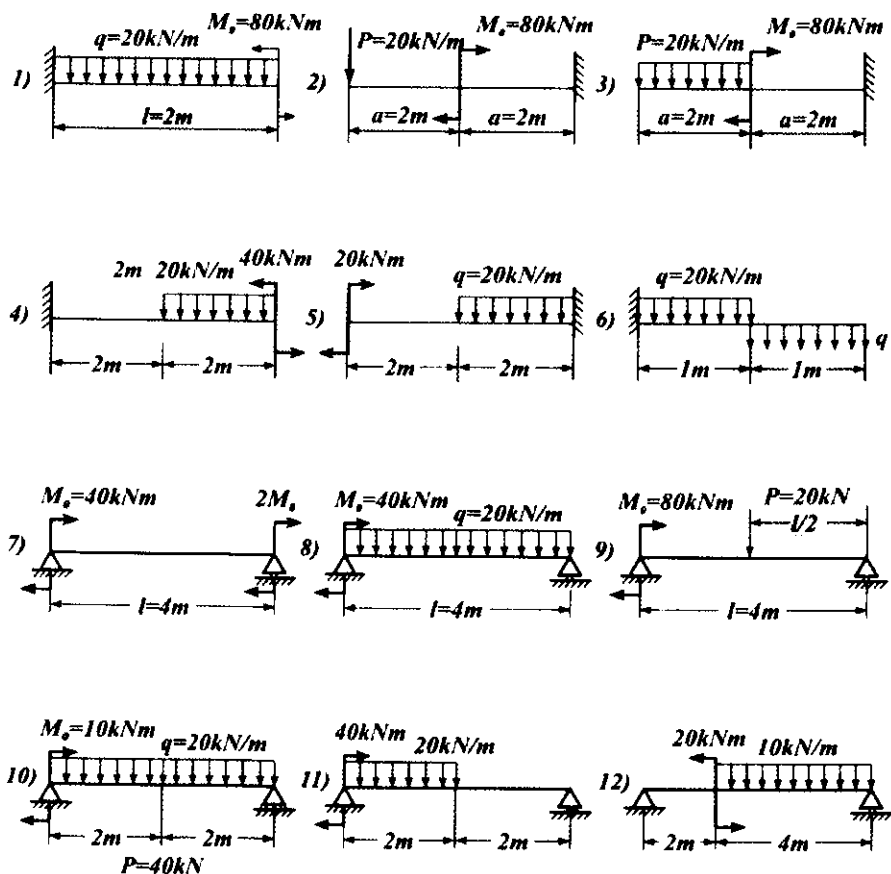 M₀=80kNm
q=20kN/m
1)
l=2m
P=20kN/m
M₀=80kNm
2)
a=2m
a=2m
P=20kN/m
M₀=80kNm
3)
a=2m
a=2m
2m 20kN/m
40kNm
4)
2m
2m
20kNm
q=20kN/m
5)
2m
2m
q=20kN/m
6)
q
1m
1m
M₀=40kNm
2M₀
7)
l=4m
M₀=40kNm
q=20kN/m
8)
l=4m
M₀=80kNm
P=20kN
l/2
9)
l=4m
M₀=10kNm
q=20kN/m
10)
2m
2m
P=40kN
40kNm
20kN/m
11)
2m
2m
20kNm
10kN/m
12)
2m
4m